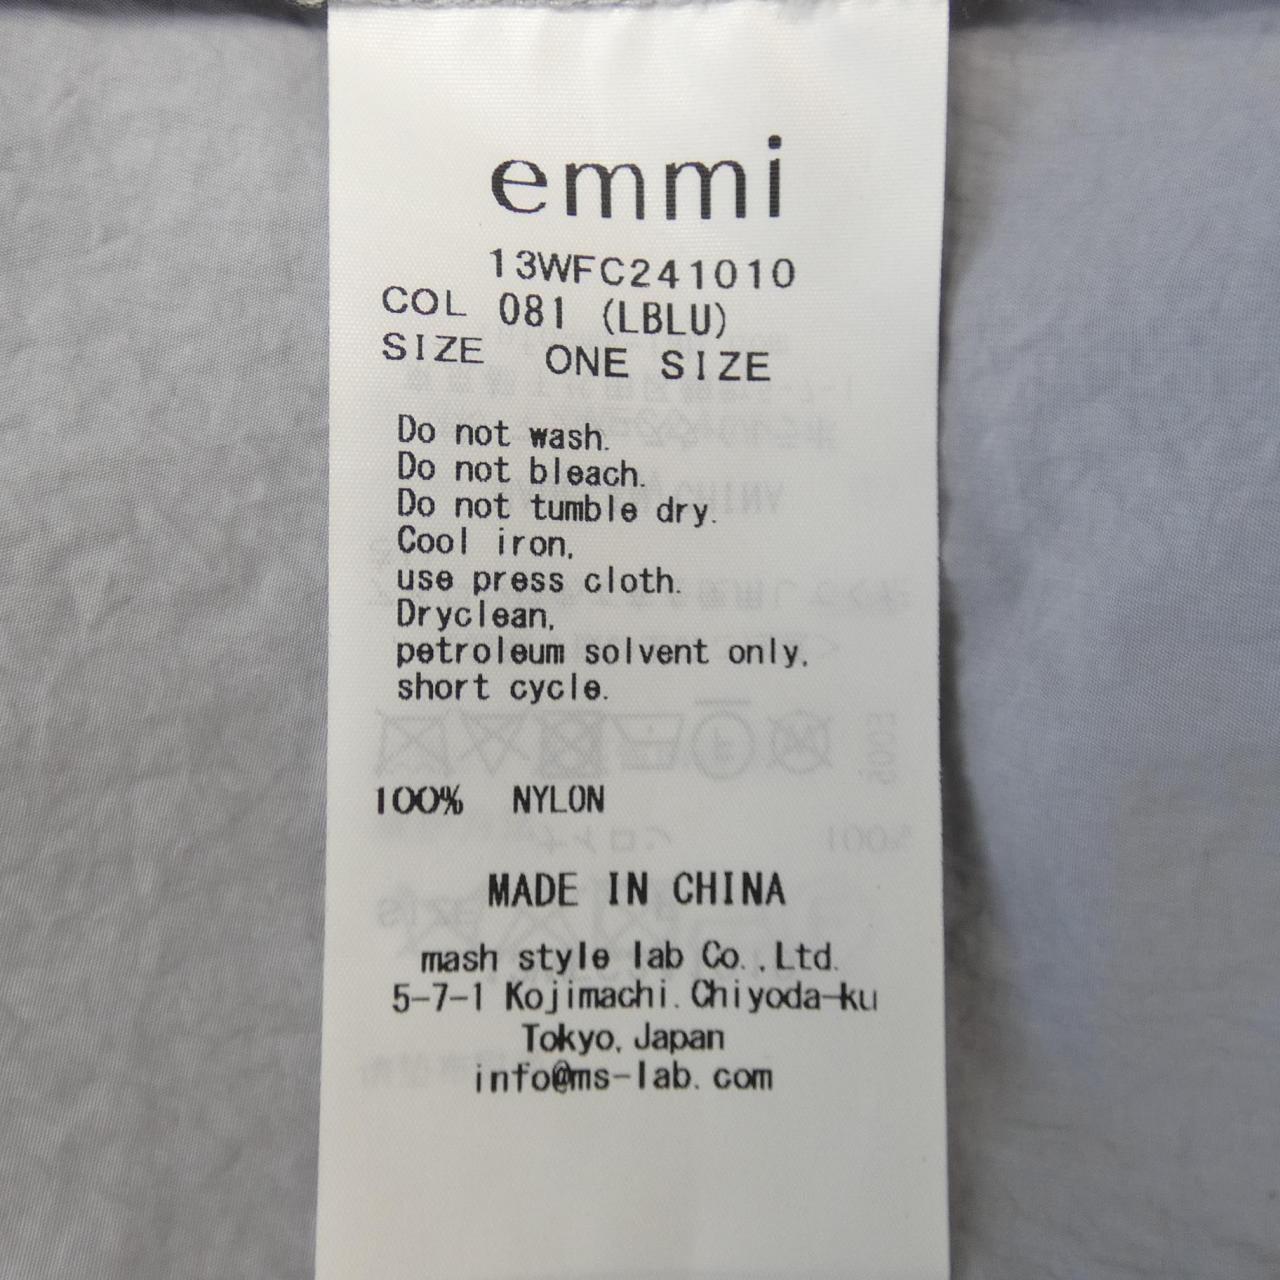 emmi
13WFC241010
COL 081 (LBLU)
SIZE ONE SIZE
Do not wash.
Do not bleach.
Do not tumble dry.
Cool iron,
use press cloth.
Dryclean,
petroleum solvent only,
short cycle.
100% NYLON
MADE IN CHINA
mash style lab Co.,Ltd.
5-7-1 Kojimachi. Chiyoda-ku
Tokyo, Japan
info@ms-lab.com